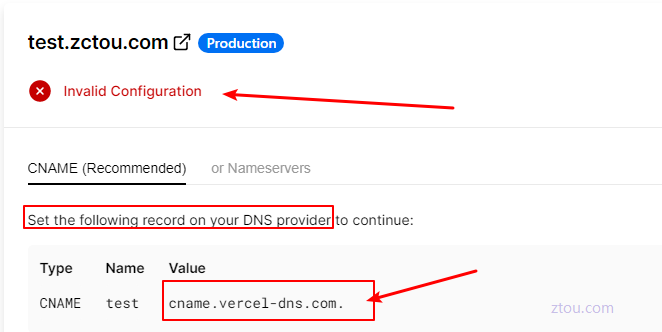 test.zctou.com Production
Invalid Configuration
CNAME (Recommended) or Nameservers
Set the following record on your DNS provider to continue:
Type Name Value
CNAME test cname.vercel-dns.com.
ztou.com